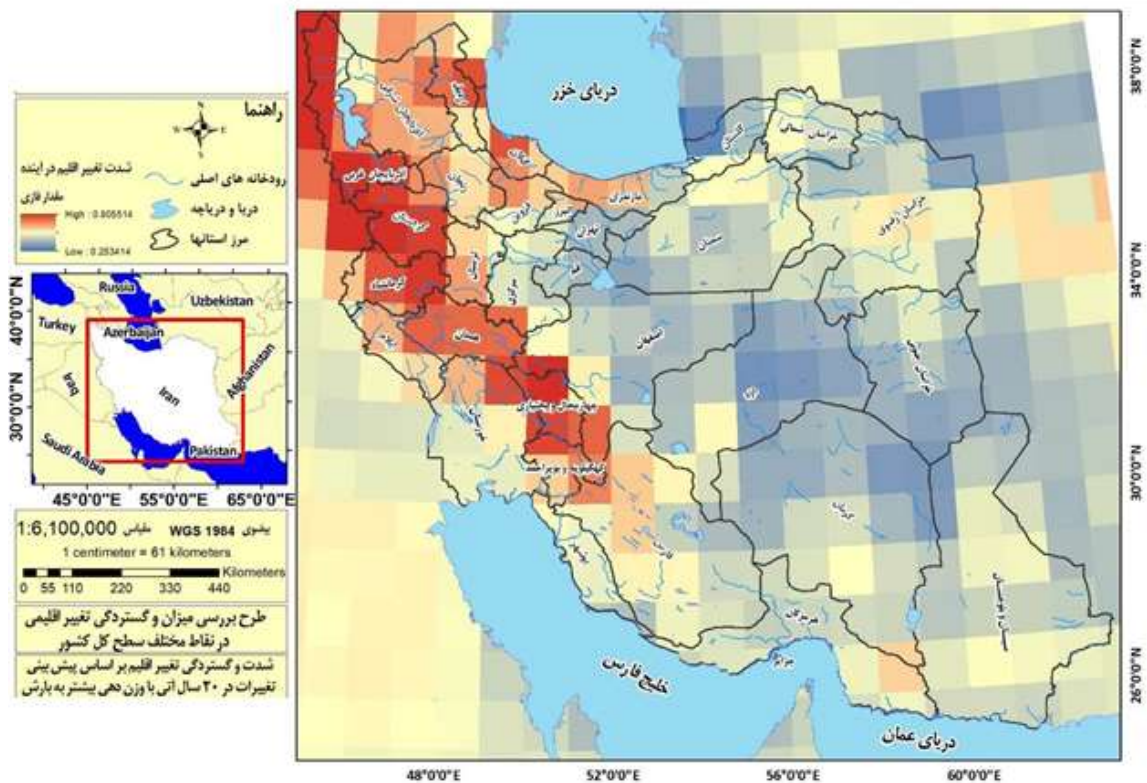 راهنما
N
W
E
S
شدت تغییر اقلیم در آینده
مقدار فازی
High : 0.805514
Low : 0.253414
رودخانه های اصلی
دریا و دریاچه
مرز استانها
Russia
Uzbekistan
Turkey
Azerbaijan
Iraq
Iran
Afghanistan
Saudi Arabia
Pakistan
40°0'0"N
30°0'0"N
45°0'0"E
55°0'0"E
65°0'0"E
1:6,100,000 مقیاس WGS 1984 بیضوی
1 centimeter = 61 kilometers
Kilometers
0 55 110 220 330 440
طرح بررسی میزان و گستردگی تغییر اقلیمی
در نقاط مختلف سطح کل کشور
شدت و گستردگی تغییر اقلیم بر اساس پیش بینی
تغییرات در ۲۰ سال آتی با وزن دهی بیشتر به بارش
دریای خزر
اردبیل
آذربایجان شرقی
آذربایجان غربی
گیلان
زنجان
قزوین
البرز
مازندران
گلستان
خراسان شمالی
خراسان رضوی
سمنان
تهران
قم
مرکزی
کردستان
کرمانشاه
همدان
ایلام
اصفهان
یزد
خراسان جنوبی
چهارمحال و بختیاری
خوزستان
کهگیلویه و بویراحمد
فارس
بوشهر
کرمان
هرمزگان
سیستان و بلوچستان
خلیج فارس
دریای عمان
38°0'0"N
34°0'0"N
30°0'0"N
26°0'0"N
48°0'0"E
52°0'0"E
56°0'0"E
60°0'0"E